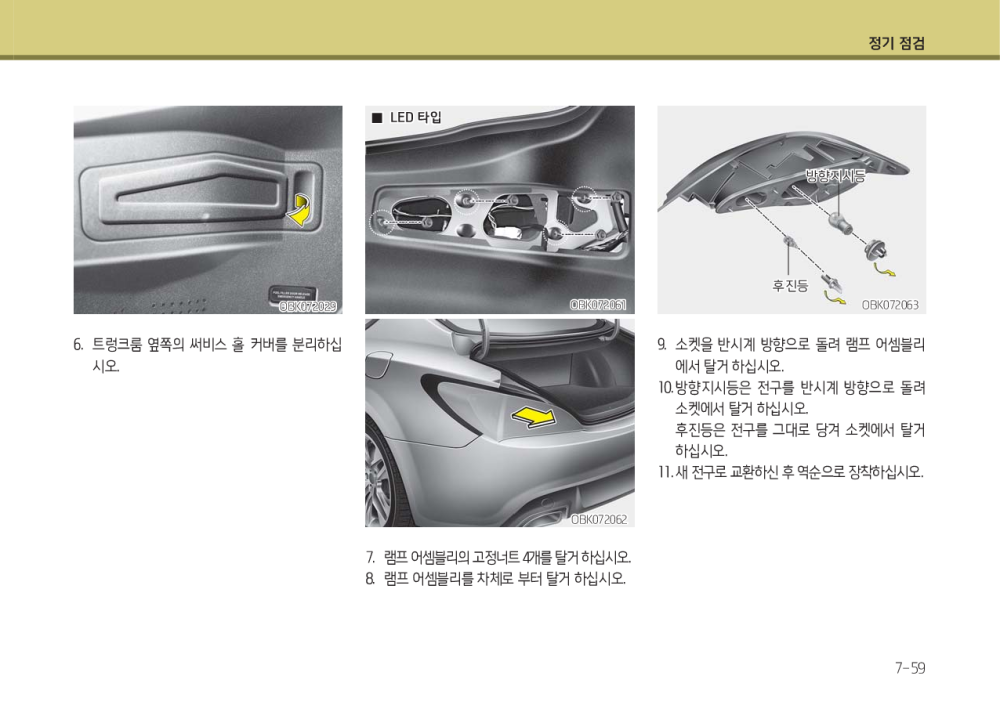 정기 점검
OBK072029
6. 트렁크룸 옆쪽의 써비스 홀 커버를 분리하십
시오.
■ LED 타입
OBK072061
OBK072062
7. 램프 어셈블리의 고정너트 4개를 탈거 하십시오.
8. 램프 어셈블리를 차체로 부터 탈거 하십시오.
방향지시등
후진등
OBK072063
9. 소켓을 반시계 방향으로 돌려 램프 어셈블리
에서 탈거 하십시오.
10. 방향지시등은 전구를 반시계 방향으로 돌려
소켓에서 탈거 하십시오.
후진등은 전구를 그대로 당겨 소켓에서 탈거
하십시오.
11. 새 전구로 교환하신 후 역순으로 장착하십시오.
7-59